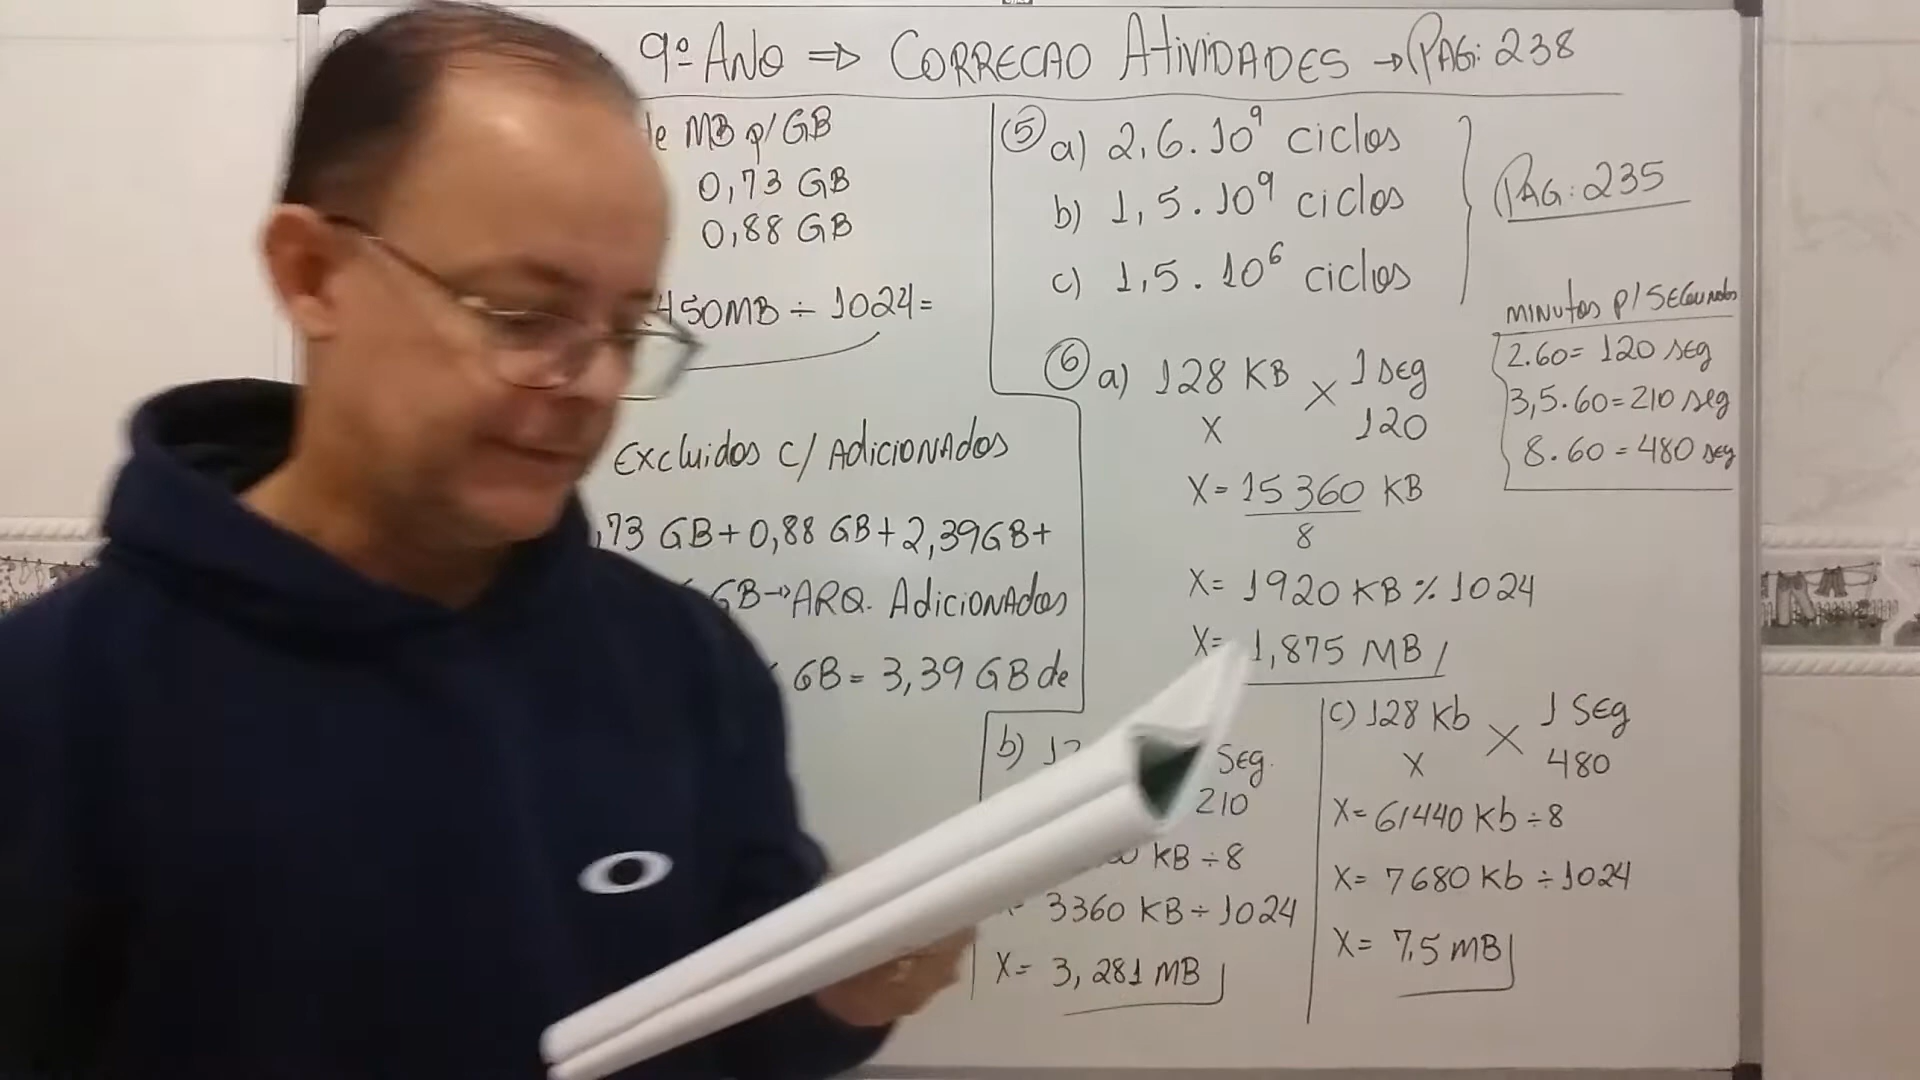 9º ANO => CORRECAO AtiVIDADES → PAG: 238
de MB p/ GB
0,73 GB
0,88 GB
450MB ÷ 1024=
Excluidos c/ Adicionados
,73 GB + 0,88 GB + 2,39GB +
GB → ARQ. Adicionados
GB = 3,39 GB de
5 a) 2,6.10⁹ ciclos
b) 1,5.10⁹ ciclos
c) 1,5.10⁶ ciclos
PAG: 235
MINUtos P/ SEGundos
2.60= 120 SEg
3,5.60=210 SEg
8.60=480 SEg
6 a) 128 KB × 1 SEg
X 120
X= 15360 KB
8
X= 1920 KB % 1024
X= 1,875 MB
b) SEg.
210
KB ÷ 8
3360 KB ÷ 1024
X= 3,281 MB
c) 128 Kb × 1 SEg
X 480
X= 61440 Kb ÷ 8
X= 7680 Kb ÷ 1024
X= 7,5 MB